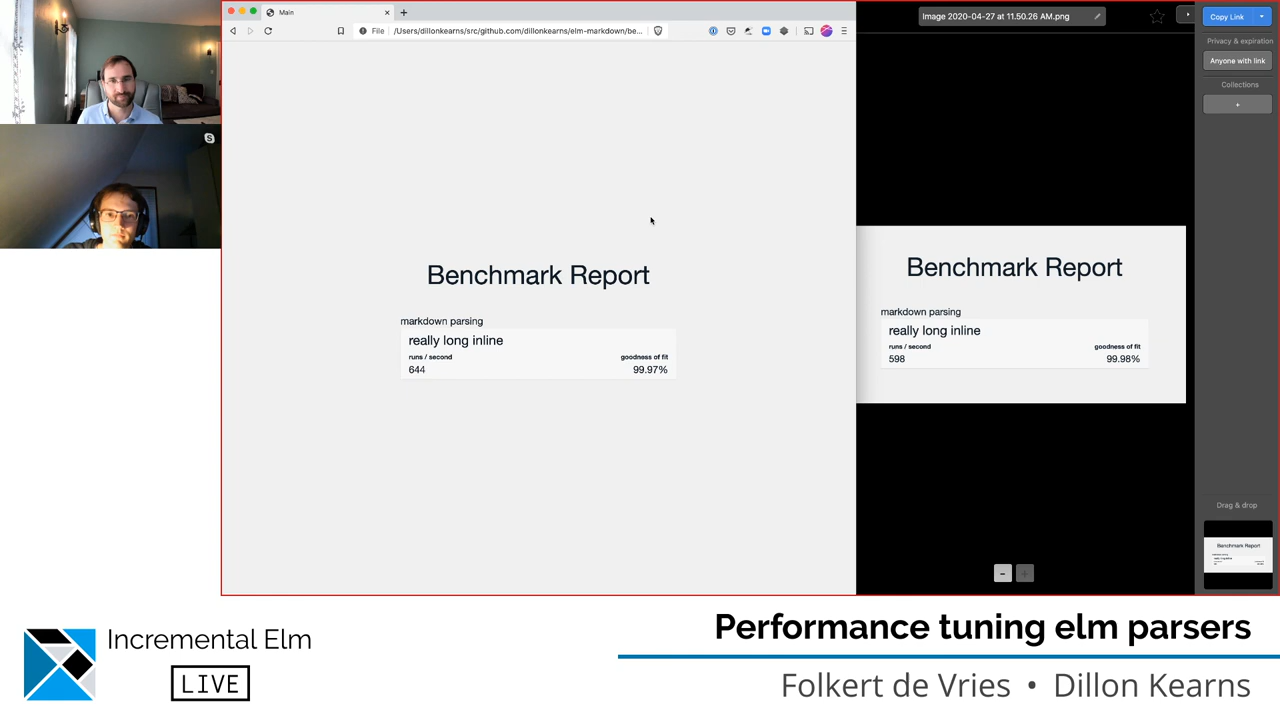 Main
File
/Users/dillonkearns/src/github.com/dillonkearns/elm-markdown/be...
Benchmark Report
markdown parsing
really long inline
runs / second
goodness of fit
644
99.97%
Image 2020-04-27 at 11.50.26 AM.png
Benchmark Report
markdown parsing
really long inline
runs / second
goodness of fit
598
99.98%
Copy Link
Privacy & expiration
Anyone with link
Collections
+
Drag & drop
Benchmark Report
Incremental Elm
LIVE
Performance tuning elm parsers
Folkert de Vries • Dillon Kearns